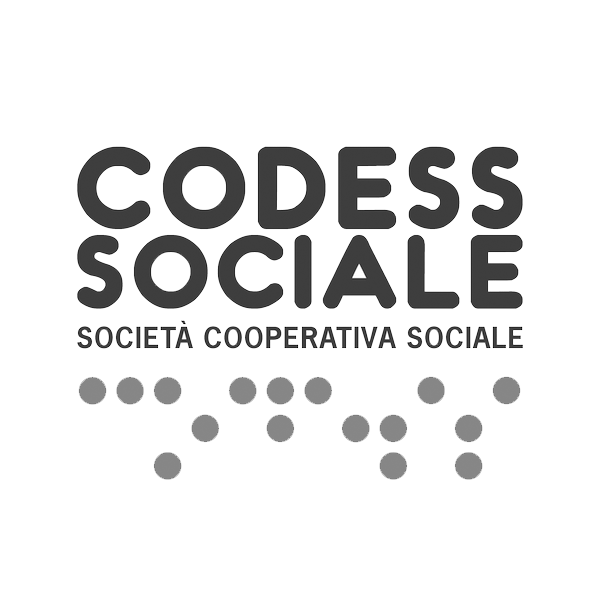 CODESS
SOCIALE
SOCIETÀ COOPERATIVA SOCIALE
⠉⠕⠙⠑⠎⠎